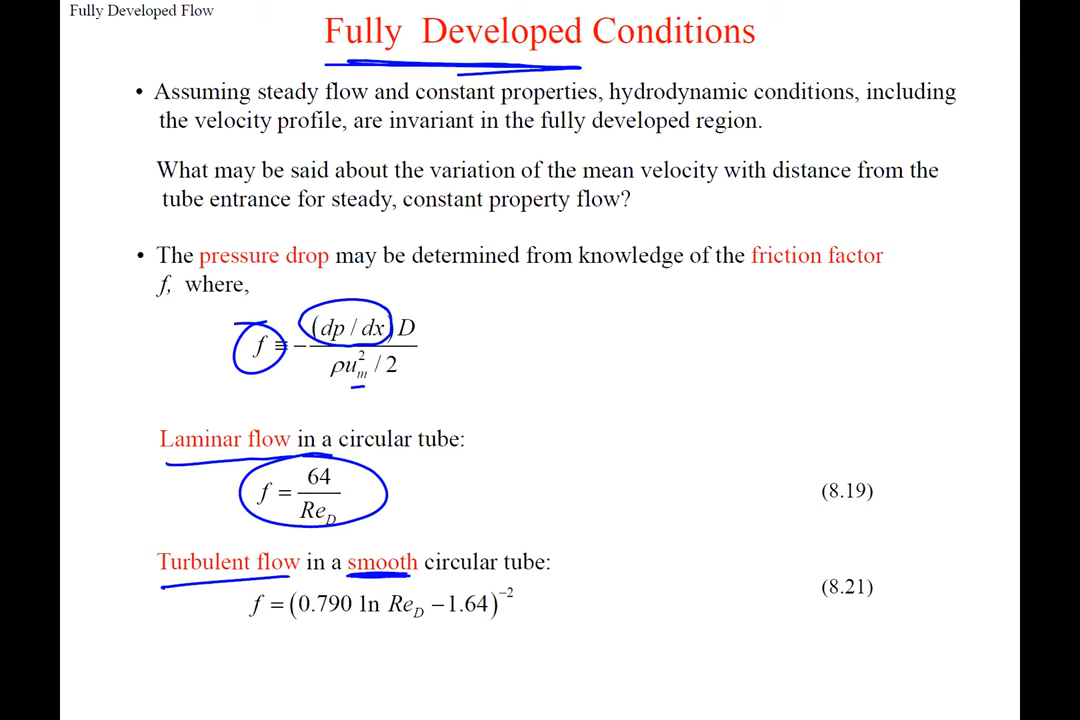 Fully Developed Flow
Fully Developed Conditions
• Assuming steady flow and constant properties, hydrodynamic conditions, including
the velocity profile, are invariant in the fully developed region.
What may be said about the variation of the mean velocity with distance from the
tube entrance for steady, constant property flow?
• The pressure drop may be determined from knowledge of the friction factor
f, where,
f ≡ − (dp / dx) D / ρu_m^2 / 2
Laminar flow in a circular tube:
f = 64 / Re_D (8.19)
Turbulent flow in a smooth circular tube:
f = (0.790 ln Re_D − 1.64)^−2 (8.21)